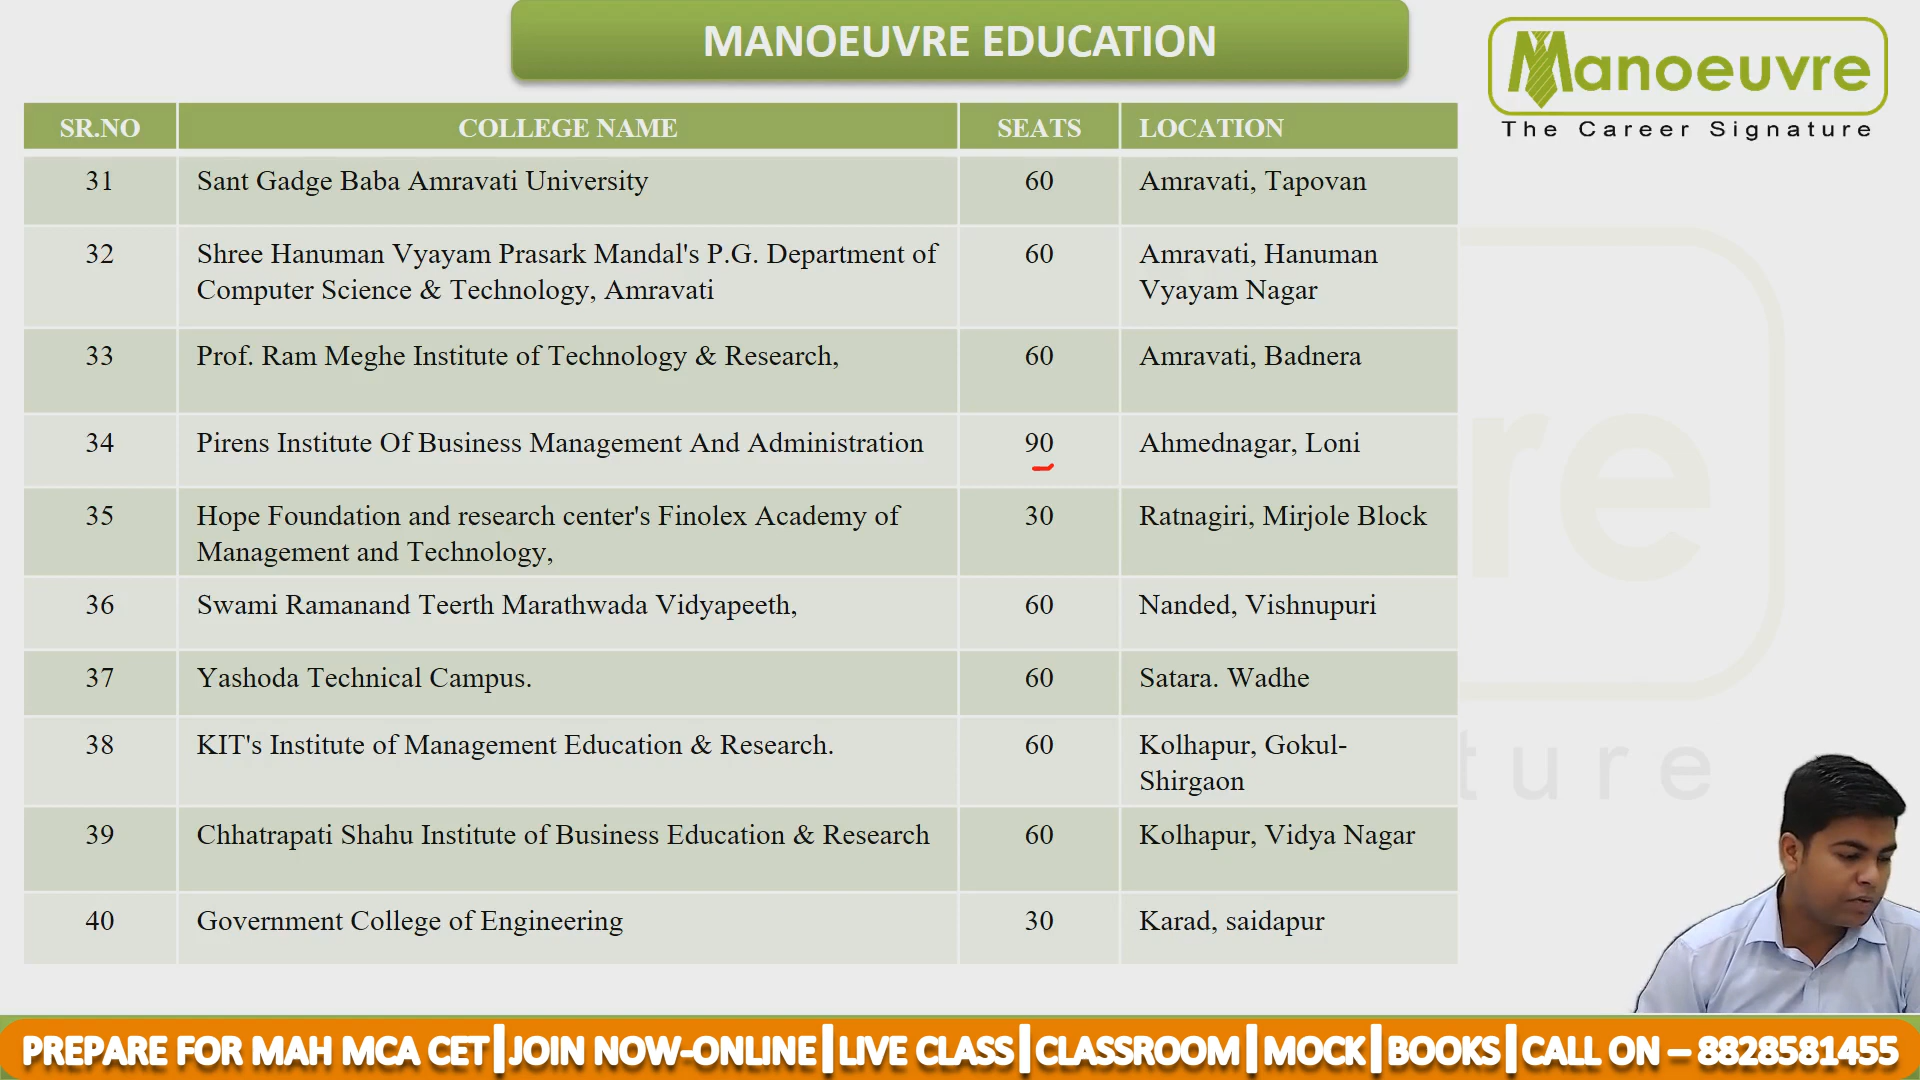 MANOEUVRE EDUCATION
Manoeuvre
The Career Signature
SR.NO COLLEGE NAME SEATS LOCATION
31 Sant Gadge Baba Amravati University 60 Amravati, Tapovan
32 Shree Hanuman Vyayam Prasark Mandal's P.G. Department of 60 Amravati, Hanuman
Computer Science & Technology, Amravati Vyayam Nagar
33 Prof. Ram Meghe Institute of Technology & Research, 60 Amravati, Badnera
34 Pirens Institute Of Business Management And Administration 90 Ahmednagar, Loni
35 Hope Foundation and research center's Finolex Academy of 30 Ratnagiri, Mirjole Block
Management and Technology,
36 Swami Ramanand Teerth Marathwada Vidyapeeth, 60 Nanded, Vishnupuri
37 Yashoda Technical Campus. 60 Satara. Wadhe
38 KIT's Institute of Management Education & Research. 60 Kolhapur, Gokul-
Shirgaon
39 Chhatrapati Shahu Institute of Business Education & Research 60 Kolhapur, Vidya Nagar
40 Government College of Engineering 30 Karad, saidapur
re
ture
PREPARE FOR MAH MCA CET|JOIN NOW-ONLINE|LIVE CLASS|CLASSROOM|MOCK|BOOKS|CALL ON – 8828581455